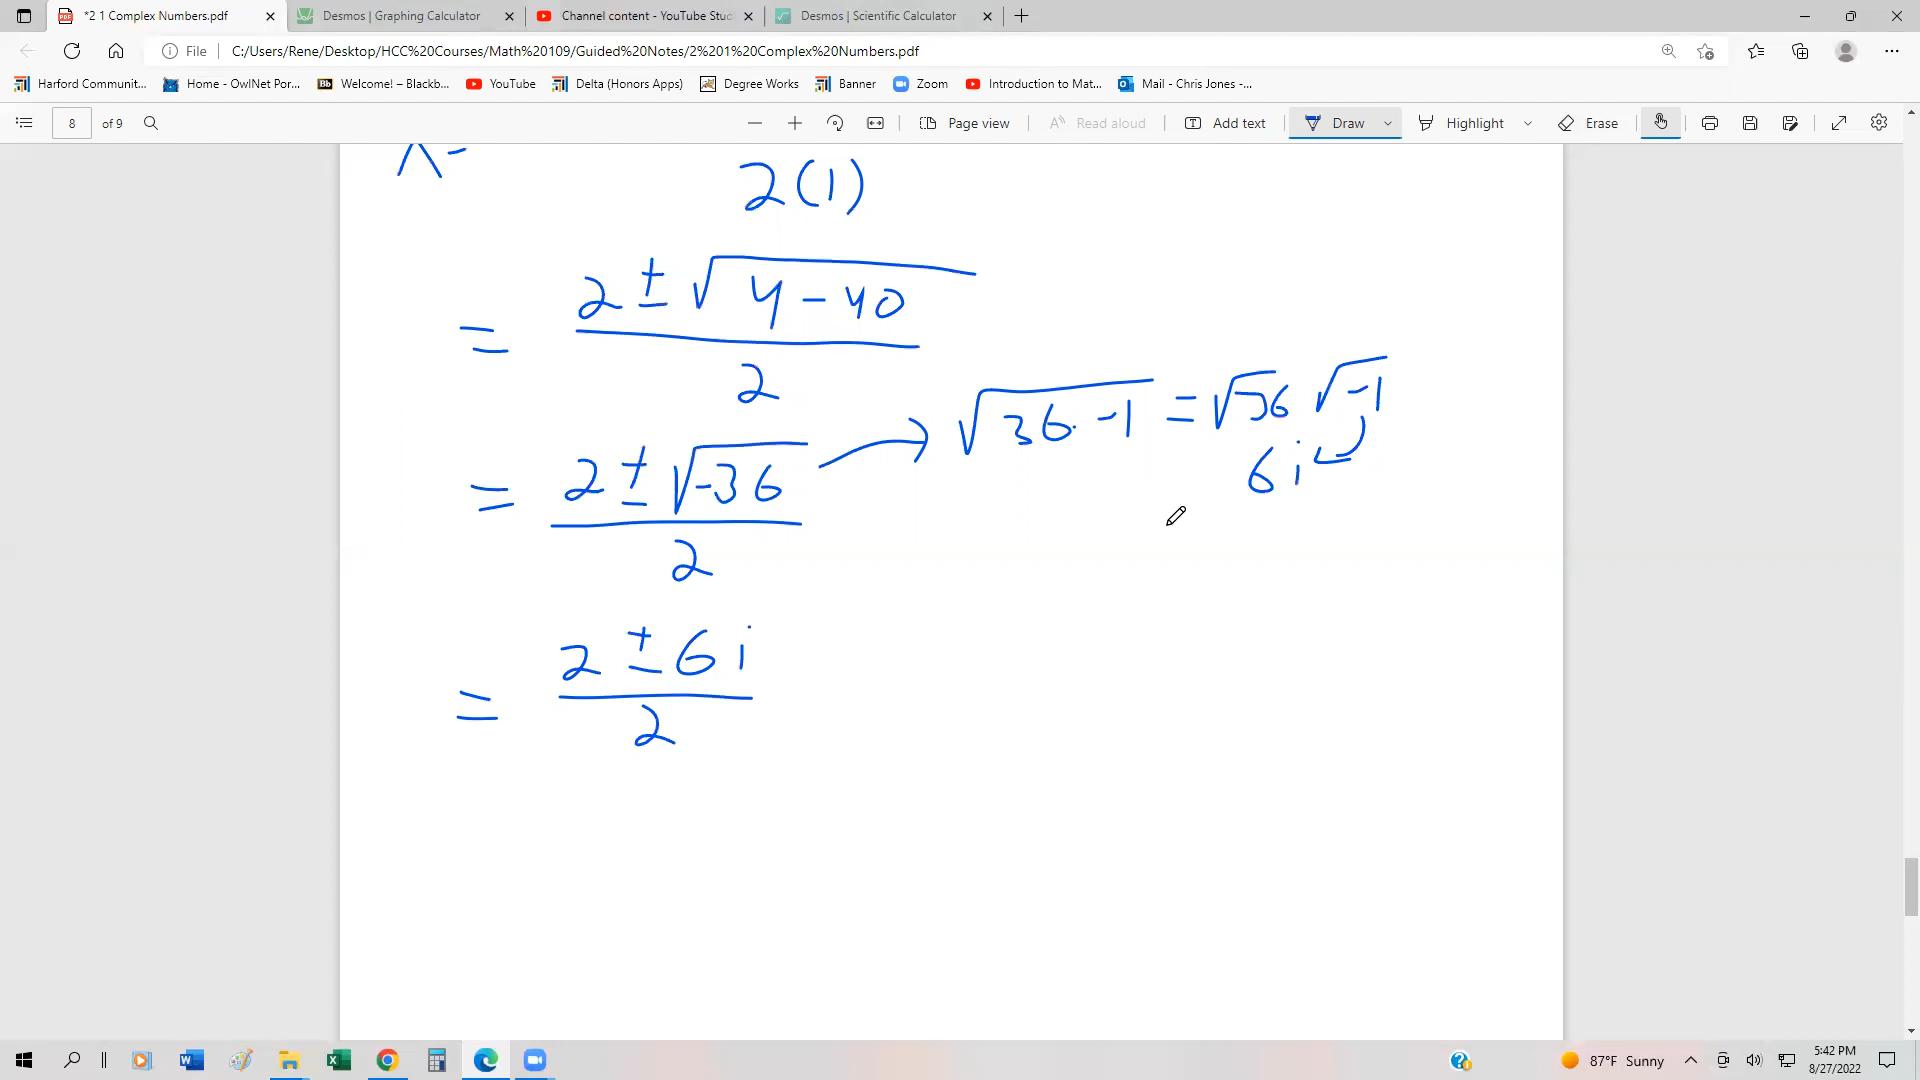 *2 1 Complex Numbers.pdf
Desmos | Graphing Calculator
Channel content - YouTube Stud
Desmos | Scientific Calculator
File
C:/Users/Rene/Desktop/HCC%20Courses/Math%20109/Guided%20Notes/2%201%20Complex%20Numbers.pdf
Harford Communit...
Home - OwlNet Por...
Welcome! – Blackb...
YouTube
Delta (Honors Apps)
Degree Works
Banner
Zoom
Introduction to Mat...
Mail - Chris Jones -...
8 of 9
Page view
Read aloud
Add text
Draw
Highlight
Erase
2(1)
= 2 ± √4-40
2
= 2 ± √-36 → √36·-1 = √36 √-1
2
6i
= 2 ± 6i
2
87°F Sunny
5:42 PM
8/27/2022